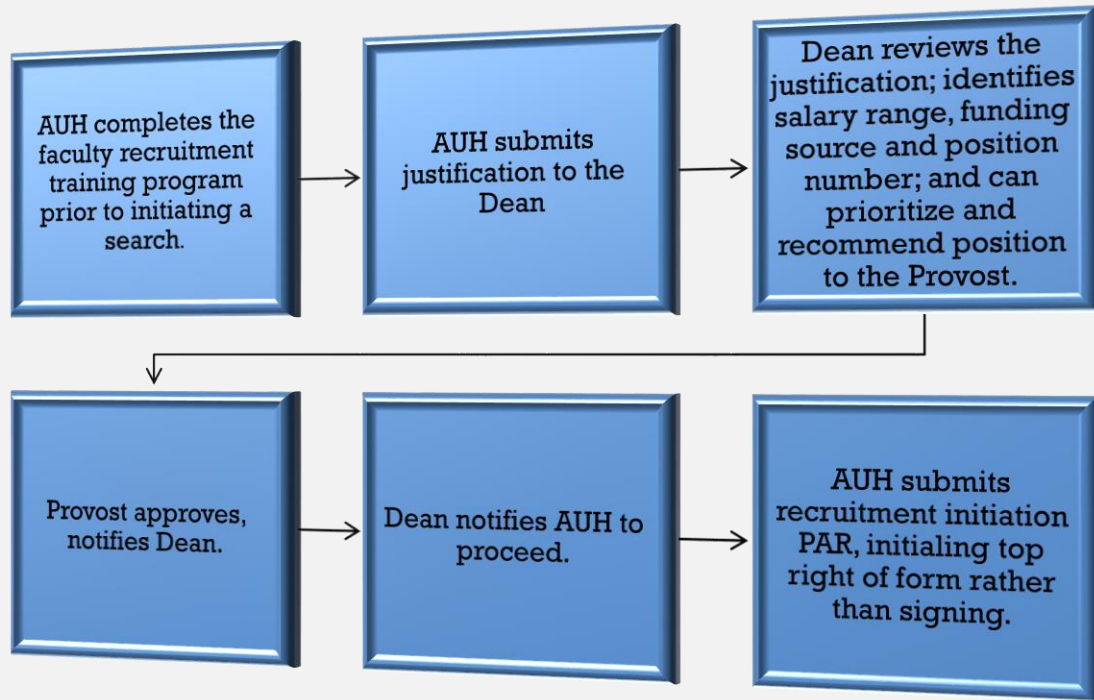 AUH completes the
faculty recruitment
training program
prior to initiating a
search.
AUH submits
justification to the
Dean
Dean reviews the
justification; identifies
salary range, funding
source and position
number; and can
prioritize and
recommend position
to the Provost.
Provost approves,
notifies Dean.
Dean notifies AUH to
proceed.
AUH submits
recruitment initiation
PAR, initialing top
right of form rather
than signing.